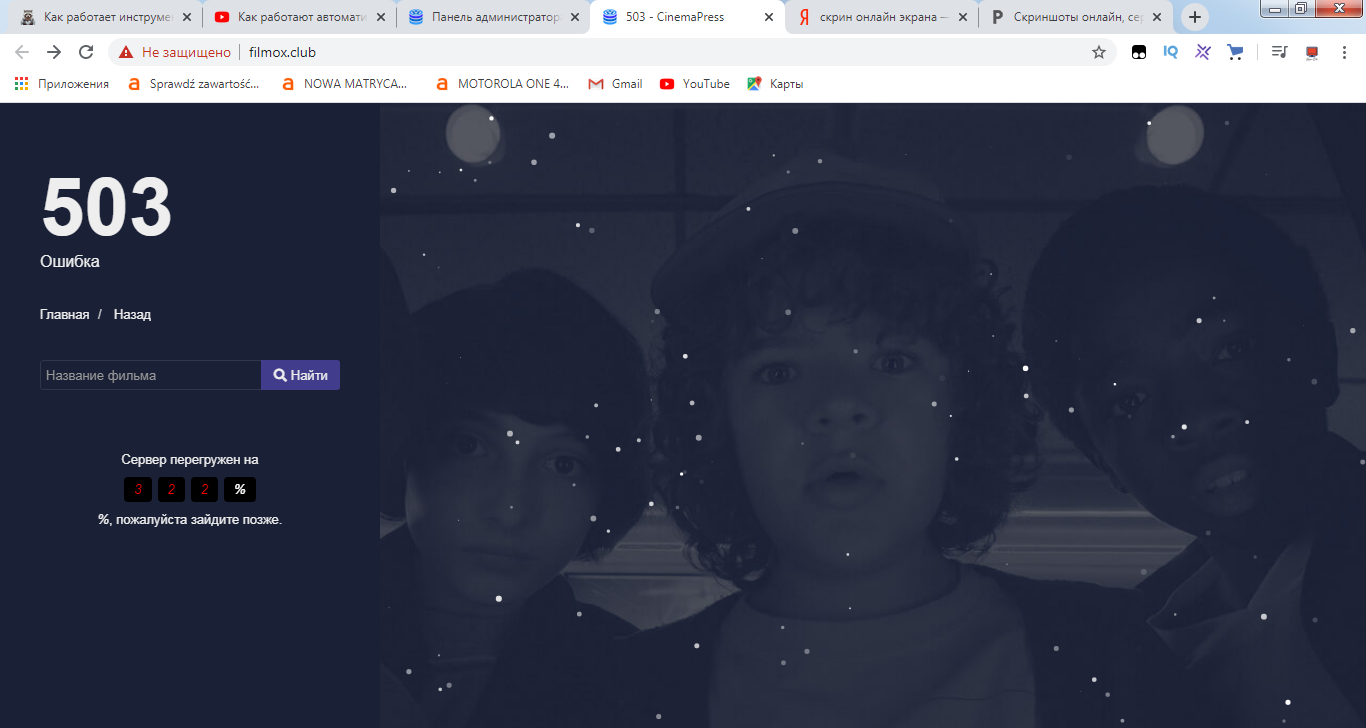 Как работает инструмен
Как работают автомати
Панель администратора
503 - CinemaPress
скрин онлайн экрана —
Скриншоты онлайн, сер
Не защищено
filmox.club
Приложения
Sprawdź zawartość...
NOWA MATRYCA...
MOTOROLA ONE 4...
Gmail
YouTube
Карты
503
Ошибка
Главная / Назад
Название фильма
Найти
Сервер перегружен на
3 2 2 %
%, пожалуйста зайдите позже.